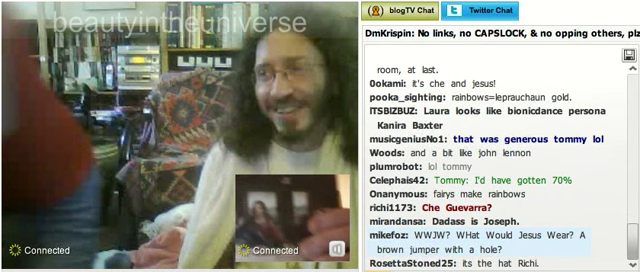 beautyintheuniverse
Connected
Connected
blogTV Chat
Twitter Chat
DmKrispin: No links, no CAPSLOCK, & no opping others, plz
room, at last.
0okami: it's che and jesus!
pooka_sighting: rainbows=leprauchaun gold.
ITSBIZBUZ: Laura looks like bionicdance persona
Kanira Baxter
musicgeniusNo1: that was generous tommy lol
Woods: and a bit like john lennon
plumrobot: lol tommy
Celephais42: Tommy: I'd have gotten 70%
Onanymous: fairys make rainbows
richi1173: Che Guevarra?
mirandansa: Dadass is Joseph.
mikefoz: WWJW? WHat Would Jesus Wear? A
brown jumper with a hole?
RosettaStoned25: its the hat Richi.